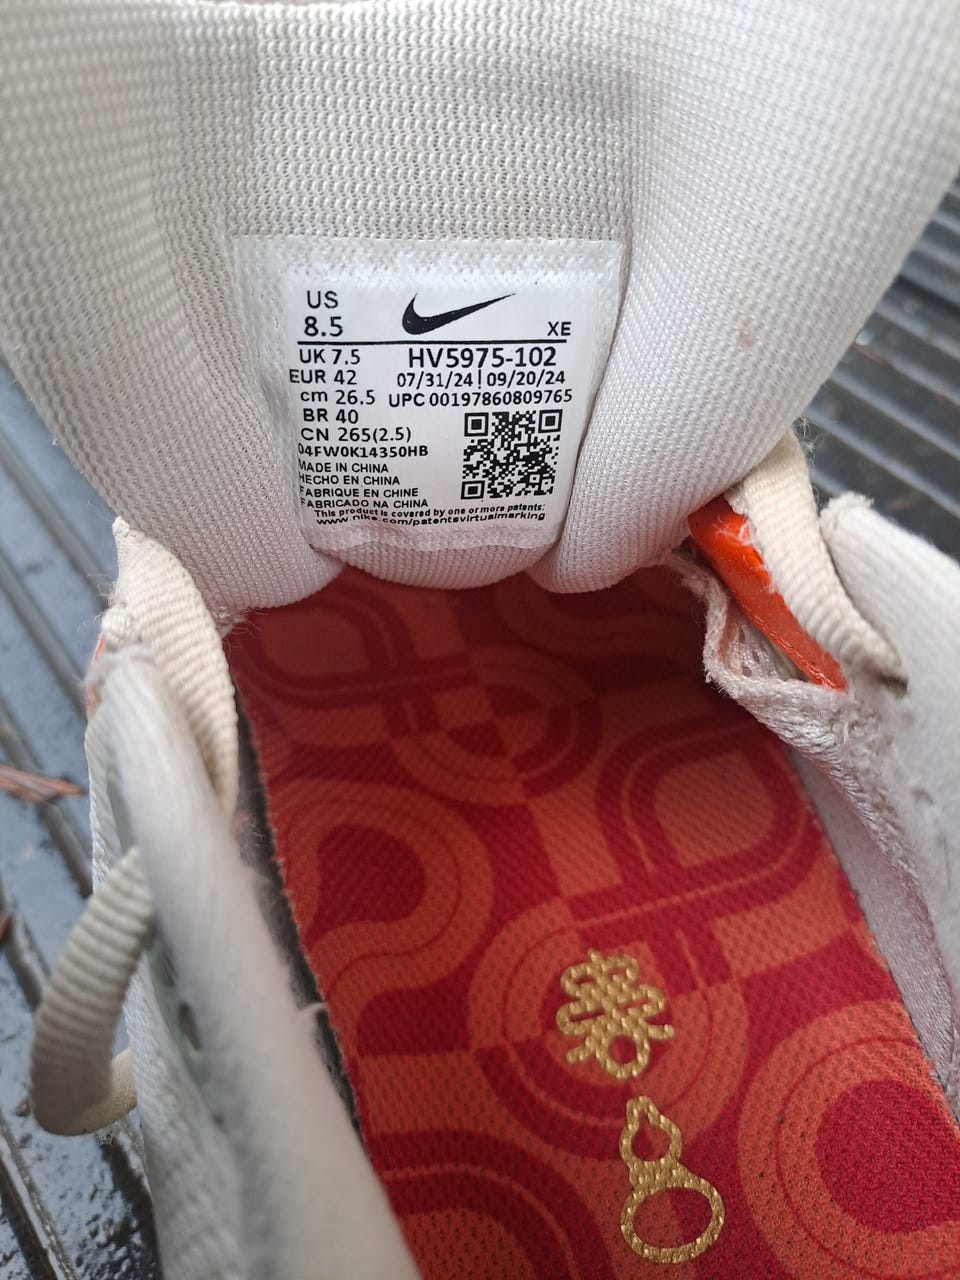 US
8.5
XE
UK 7.5
HV5975-102
EUR 42
07/31/24|09/20/24
cm 26.5
UPC 00197860809765
BR 40
CN 265(2.5)
04FW0K14350HB
MADE IN CHINA
HECHO EN CHINA
FABRIQUE EN CHINE
FABRICADO NA CHINA
This product is covered by one or more patents:
www.nike.com/patentsvirtualmarking